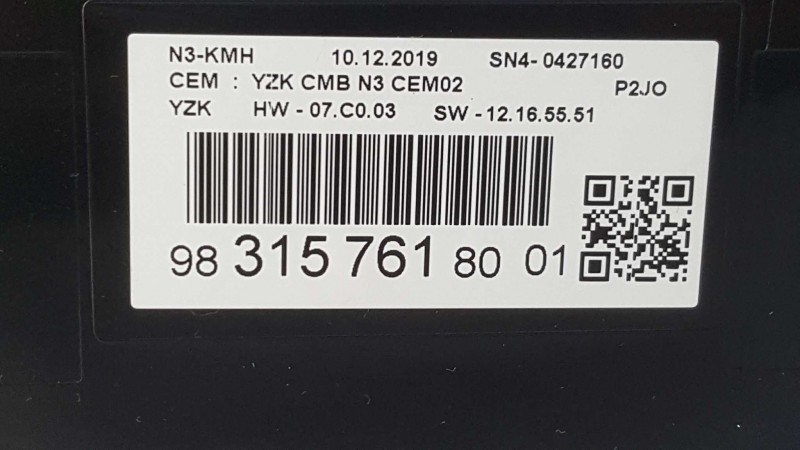 N3-KMH 10.12.2019 SN4- 0427160
CEM : YZK CMB N3 CEM02 P2JO
YZK HW - 07.C0.03 SW -12.16.55.51
98 315 761 80 01